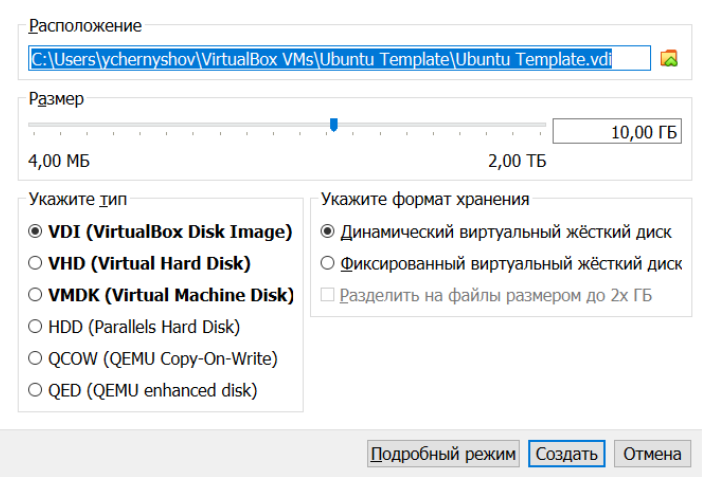 Расположение
C:\Users\ychernyshov\VirtualBox VMs\Ubuntu Template\Ubuntu Template.vdi
Размер
10,00 ГБ
4,00 МБ
2,00 ТБ
Укажите тип
VDI (VirtualBox Disk Image)
VHD (Virtual Hard Disk)
VMDK (Virtual Machine Disk)
HDD (Parallels Hard Disk)
QCOW (QEMU Copy-On-Write)
QED (QEMU enhanced disk)
Укажите формат хранения
Динамический виртуальный жёсткий диск
Фиксированный виртуальный жёсткий диск
Разделить на файлы размером до 2х ГБ
Подробный режим
Создать
Отмена